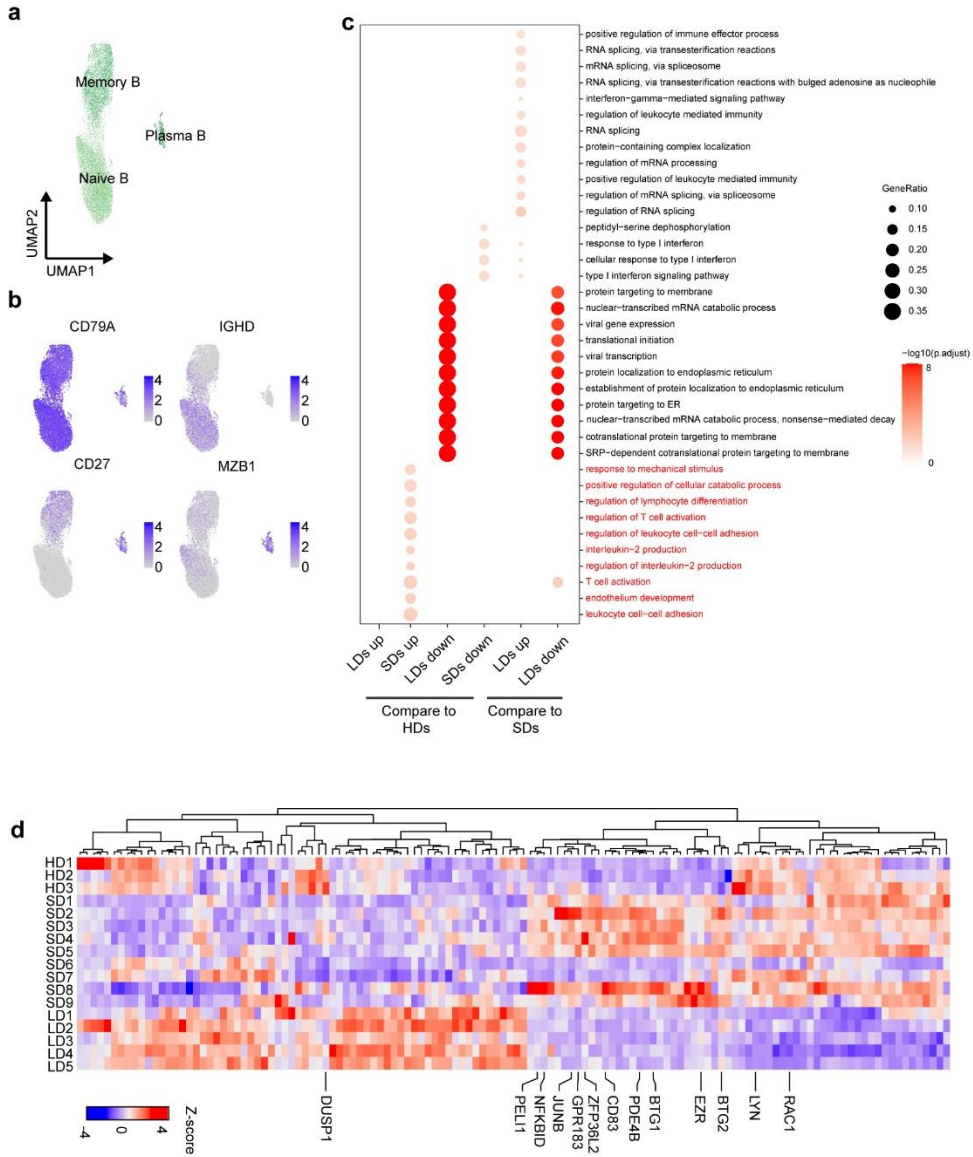 a
Memory B
Plasma B
Naive B
UMAP2
UMAP1
b
CD79A
IGHD
4
2
0
4
2
0
CD27
MZB1
4
2
0
4
2
0
c
positive regulation of immune effector process
RNA splicing, via transesterification reactions
mRNA splicing, via spliceosome
RNA splicing, via transesterification reactions with bulged adenosine as nucleophile
interferon-gamma-mediated signaling pathway
regulation of leukocyte mediated immunity
RNA splicing
protein-containing complex localization
regulation of mRNA processing
positive regulation of leukocyte mediated immunity
regulation of mRNA splicing, via spliceosome
regulation of RNA splicing
peptidyl-serine dephosphorylation
response to type I interferon
cellular response to type I interferon
type I interferon signaling pathway
protein targeting to membrane
nuclear-transcribed mRNA catabolic process
viral gene expression
translational initiation
viral transcription
protein localization to endoplasmic reticulum
establishment of protein localization to endoplasmic reticulum
protein targeting to ER
nuclear-transcribed mRNA catabolic process, nonsense-mediated decay
cotranslational protein targeting to membrane
SRP-dependent cotranslational protein targeting to membrane
response to mechanical stimulus
positive regulation of cellular catabolic process
regulation of lymphocyte differentiation
regulation of T cell activation
regulation of leukocyte cell-cell adhesion
interleukin-2 production
regulation of interleukin-2 production
T cell activation
endothelium development
leukocyte cell-cell adhesion
GeneRatio
0.10
0.15
0.20
0.25
0.30
0.35
-log10(p.adjust)
8
0
LDs up
SDs up
LDs down
SDs down
LDs up
LDs down
Compare to
HDs
Compare to
SDs
d
HD1
HD2
HD3
SD1
SD2
SD3
SD4
SD5
SD6
SD7
SD8
SD9
LD1
LD2
LD3
LD4
LD5
DUSP1
PELI1
NFKBID
JUNB
GPR183
ZFP36L2
CD83
PDE4B
BTG1
EZR
BTG2
LYN
RAC1
Z-score
4
0
-4